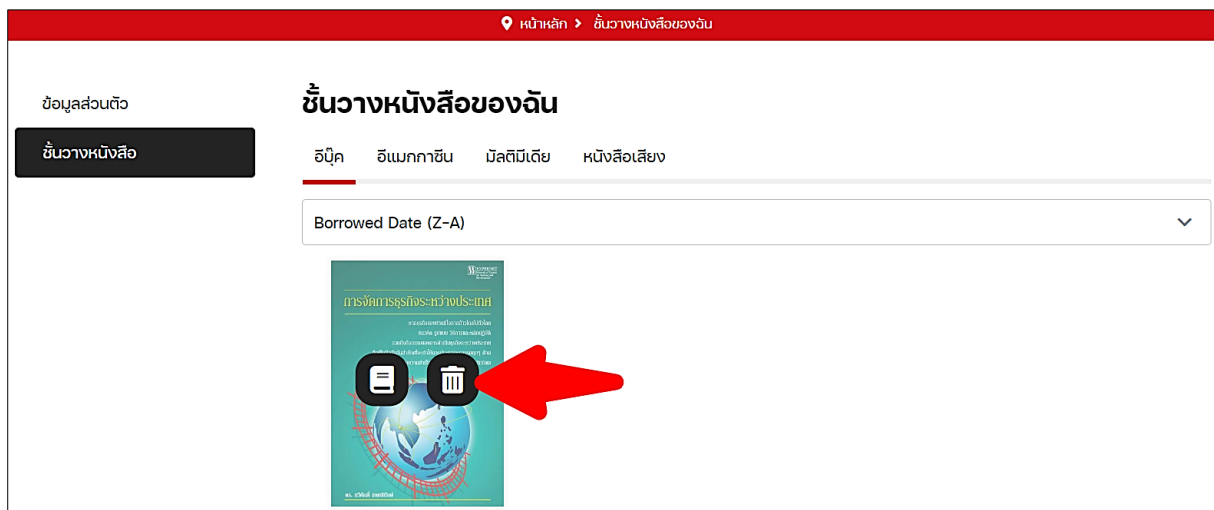 หน้าหลัก > ชั้นวางหนังสือของฉัน
ข้อมูลส่วนตัว
ชั้นวางหนังสือ
ชั้นวางหนังสือของฉัน
อีบุ๊ค อีแมกกาซีน มัลติมีเดีย หนังสือเสียง
Borrowed Date (Z-A)
การจัดการธุรกิจระหว่างประเทศ